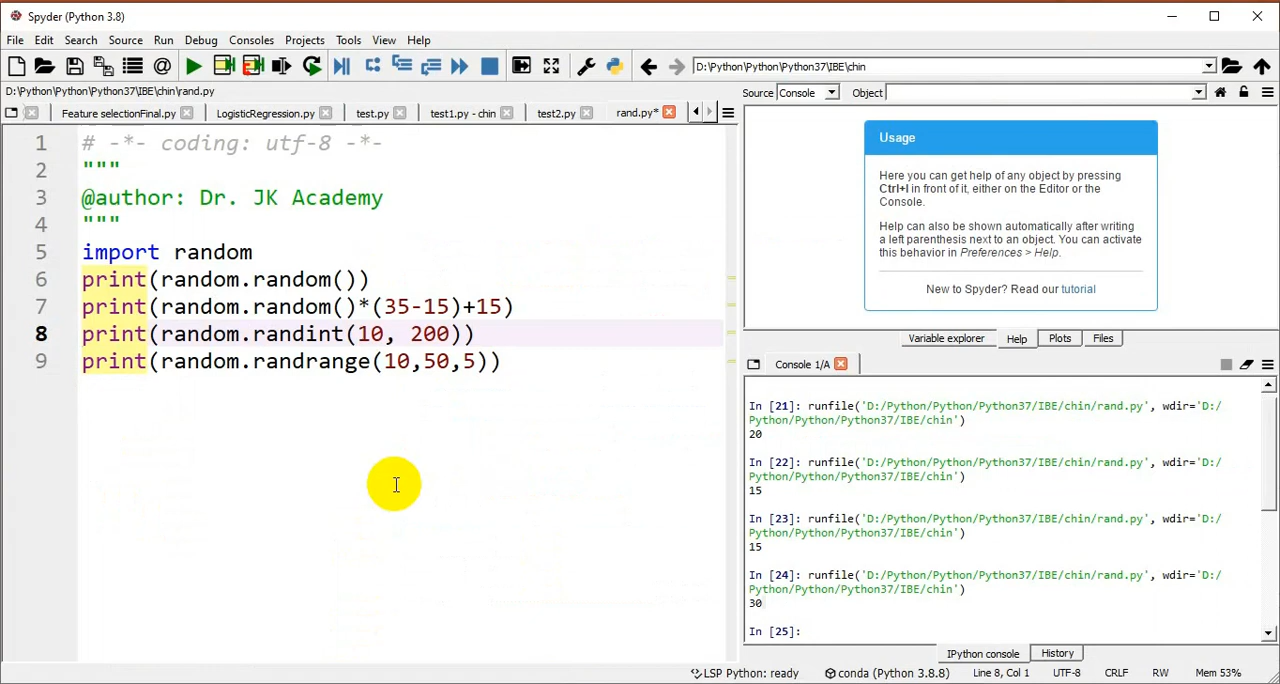 Spyder (Python 3.8)
File Edit Search Source Run Debug Consoles Projects Tools View Help
D:\Python\Python\Python37\IBE\chin
D:\Python\Python\Python37\IBE\chin\rand.py
Source Console Object
Feature selectionFinal.py LogisticRegression.py test.py test1.py - chin test2.py rand.py*
1 # -*- coding: utf-8 -*-
2 """
3 @author: Dr. JK Academy
4 """
5 import random
6 print(random.random())
7 print(random.random()*(35-15)+15)
8 print(random.randint(10, 200))
9 print(random.randrange(10,50,5))
Usage
Here you can get help of any object by pressing
Ctrl+I in front of it, either on the Editor or the
Console.
Help can also be shown automatically after writing
a left parenthesis next to an object. You can activate
this behavior in Preferences > Help.
New to Spyder? Read our tutorial
Variable explorer Help Plots Files
Console 1/A
In [21]: runfile('D:/Python/Python/Python37/IBE/chin/rand.py', wdir='D:/
Python/Python/Python37/IBE/chin')
20
In [22]: runfile('D:/Python/Python/Python37/IBE/chin/rand.py', wdir='D:/
Python/Python/Python37/IBE/chin')
15
In [23]: runfile('D:/Python/Python/Python37/IBE/chin/rand.py', wdir='D:/
Python/Python/Python37/IBE/chin')
15
In [24]: runfile('D:/Python/Python/Python37/IBE/chin/rand.py', wdir='D:/
Python/Python/Python37/IBE/chin')
30
In [25]:
IPython console History
LSP Python: ready conda (Python 3.8.8) Line 8, Col 1 UTF-8 CRLF RW Mem 53%